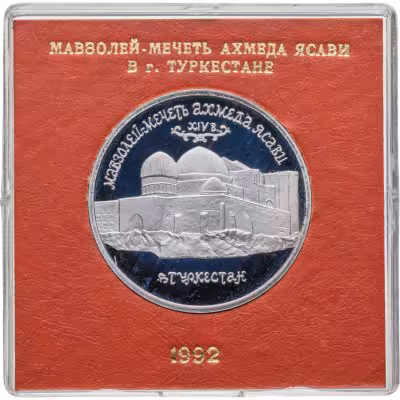 МАВЗОЛЕЙ-МЕЧЕТЬ АХМЕДА ЯСАВИ
В г. ТУРКЕСТАНЕ
МАВЗОЛЕЙ-МЕЧЕТЬ АХМЕДА ЯСАВИ
XIV В.
В ТУРКЕСТАН
1992